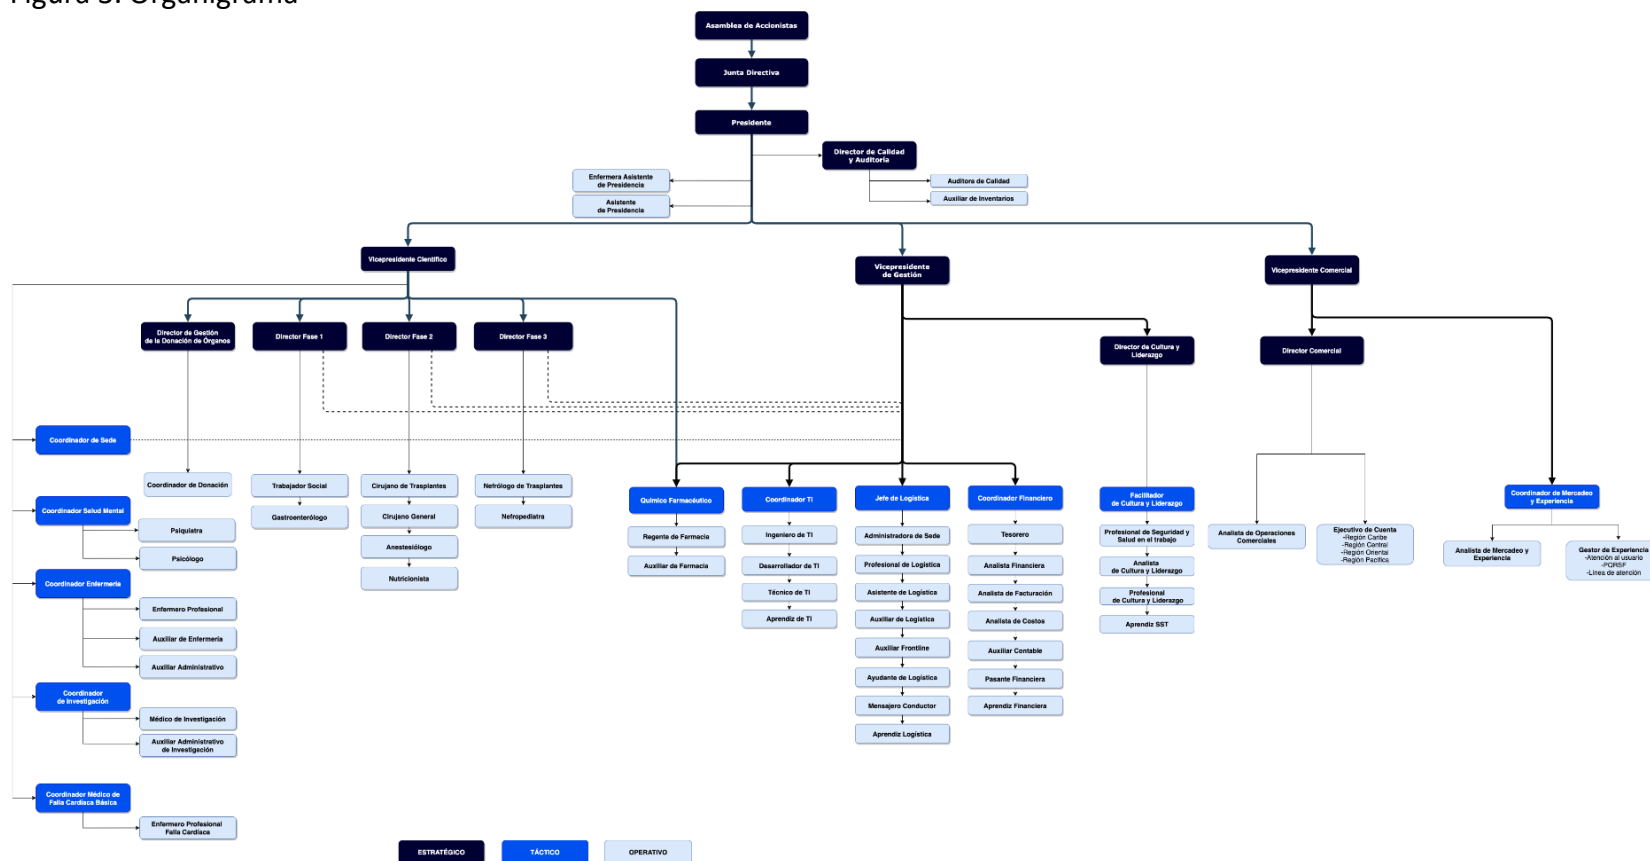 Figura 3. Organigrama
Asamblea de Accionistas
Junta Directiva
Presidente
Director de Calidad
y Auditoría
Enfermera Asistente
de Presidencia
Auditora de Calidad
Asistente
de Presidencia
Auxiliar de Inventarios
Vicepresidente Científico
Vicepresidente
de Gestión
Vicepresidente Comercial
Director de Gestión
de la Donación de Órganos
Director Fase 1
Director Fase 2
Director Fase 3
Director de Cultura y
Liderazgo
Director Comercial
Coordinador de Sede
Coordinador de Donación
Trabajador Social
Gastroenterólogo
Cirujano de Trasplantes
Cirujano General
Anestesiólogo
Nutricionista
Nefrólogo de Trasplantes
Nefropediatra
Químico Farmacéutico
Regente de Farmacia
Auxiliar de Farmacia
Coordinador TI
Ingeniero de TI
Desarrollador de TI
Técnico de TI
Aprendiz de TI
Jefe de Logística
Administradora de Sede
Profesional de Logística
Asistente de Logística
Auxiliar de Logística
Auxiliar Frontline
Ayudante de Logística
Mensajero Conductor
Aprendiz Logística
Coordinador Financiero
Tesorero
Analista Financiera
Analista de Facturación
Analista de Costos
Auxiliar Contable
Pasante Financiera
Aprendiz Financiera
Facilitador
de Cultura y Liderazgo
Profesional de Seguridad y
Salud en el trabajo
Analista
de Cultura y Liderazgo
Profesional
de Cultura y Liderazgo
Aprendiz SST
Analista de Operaciones
Comerciales
Ejecutivo de Cuenta
-Región Caribe
-Región Central
-Región Oriental
-Región Pacífica
Coordinador de Mercadeo
y Experiencia
Analista de Mercadeo y
Experiencia
Gestor de Experiencia
-Atención al usuario
-PQRSF
-Línea de atención
Coordinador Salud Mental
Psiquiatra
Psicólogo
Coordinador Enfermería
Enfermero Profesional
Auxiliar de Enfermería
Auxiliar Administrativo
Coordinador
de Investigación
Médico de Investigación
Auxiliar Administrativo
de Investigación
Coordinador Médico de
Falla Cardíaca Básica
Enfermero Profesional
Falla Cardíaca
ESTRATÉGICO
TÁCTICO
OPERATIVO